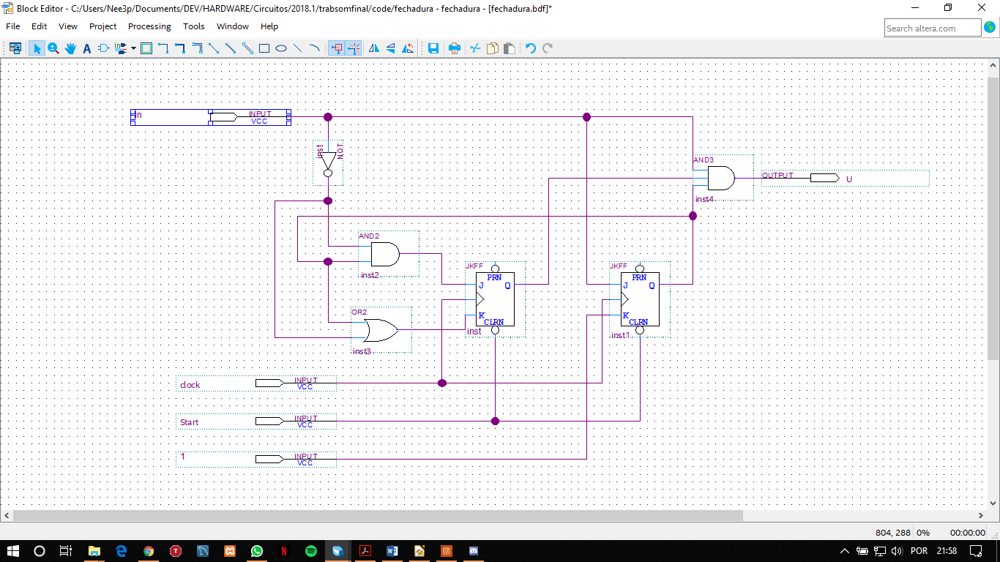 Block Editor - C:/Users/Nee3p/Documents/DEV/HARDWARE/Circuitos/2018.1/trabsomfinal/code/fechadura - fechadura - [fechadura.bdf]*
File Edit View Project Processing Tools Window Help
Search altera.com
in INPUT
VCC
inst NOT
AND3
OUTPUT U
inst4
AND2
inst2
JKFF JKFF
PRN PRN
J Q J Q
OR2
K K
CLRN CLRN
inst inst1
inst3
clock INPUT
VCC
Start INPUT
VCC
1 INPUT
VCC
804, 288 0% 00:00:00
POR 21:58